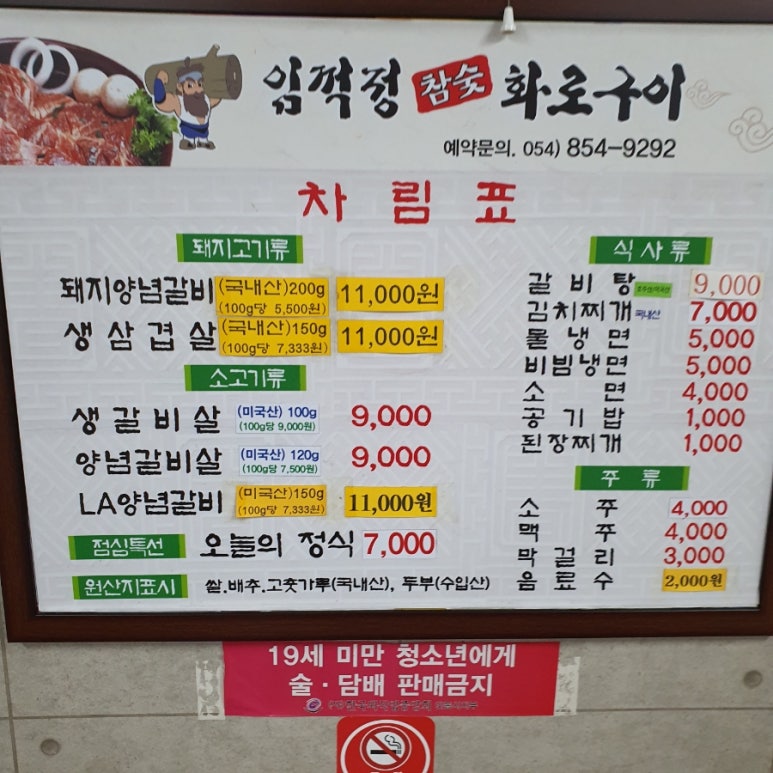 임꺽정 참숯 화로구이
예약문의. 054) 854-9292
차림표
돼지고기류
돼지양념갈비 (국내산)200g 11,000원
(100g당 5,500원)
생삼겹살 (국내산)150g 11,000원
(100g당 7,333원)
소고기류
생갈비살 (미국산) 100g 9,000
(100g당 9,000원)
양념갈비살 (미국산) 120g 9,000
(100g당 7,500원)
LA양념갈비 (미국산)150g 11,000원
(100g당 7,333원)
점심특선 오늘의 정식 7,000
원산지표시 쌀.배추.고춧가루(국내산), 두부(수입산)
식사류
갈비탕 9,000
김치찌개 국내산 7,000
물냉면 5,000
비빔냉면 5,000
소면 4,000
공기밥 1,000
된장찌개 1,000
주류
소주 4,000
맥주 4,000
막걸리 3,000
음료수 2,000원
19세 미만 청소년에게
술·담배 판매금지